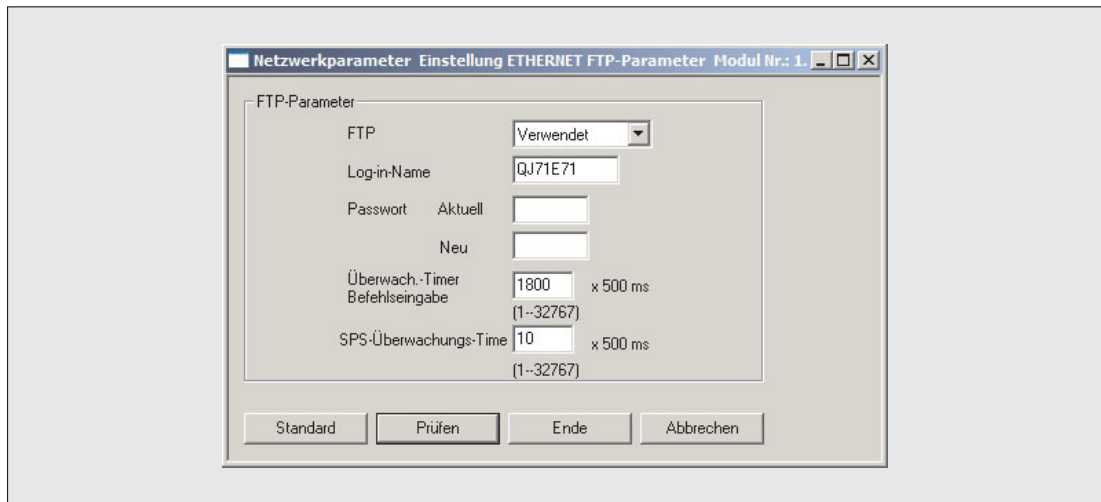 Netzwerkparameter Einstellung ETHERNET FTP-Parameter Modul Nr.: 1.
FTP-Parameter
FTP Verwendet
Log-in-Name QJ71E71
Passwort Aktuell
Neu
Überwach.-Timer
Befehlseingabe 1800 x 500 ms
(1--32767)
SPS-Überwachungs-Time 10 x 500 ms
(1--32767)
Standard Prüfen Ende Abbrechen